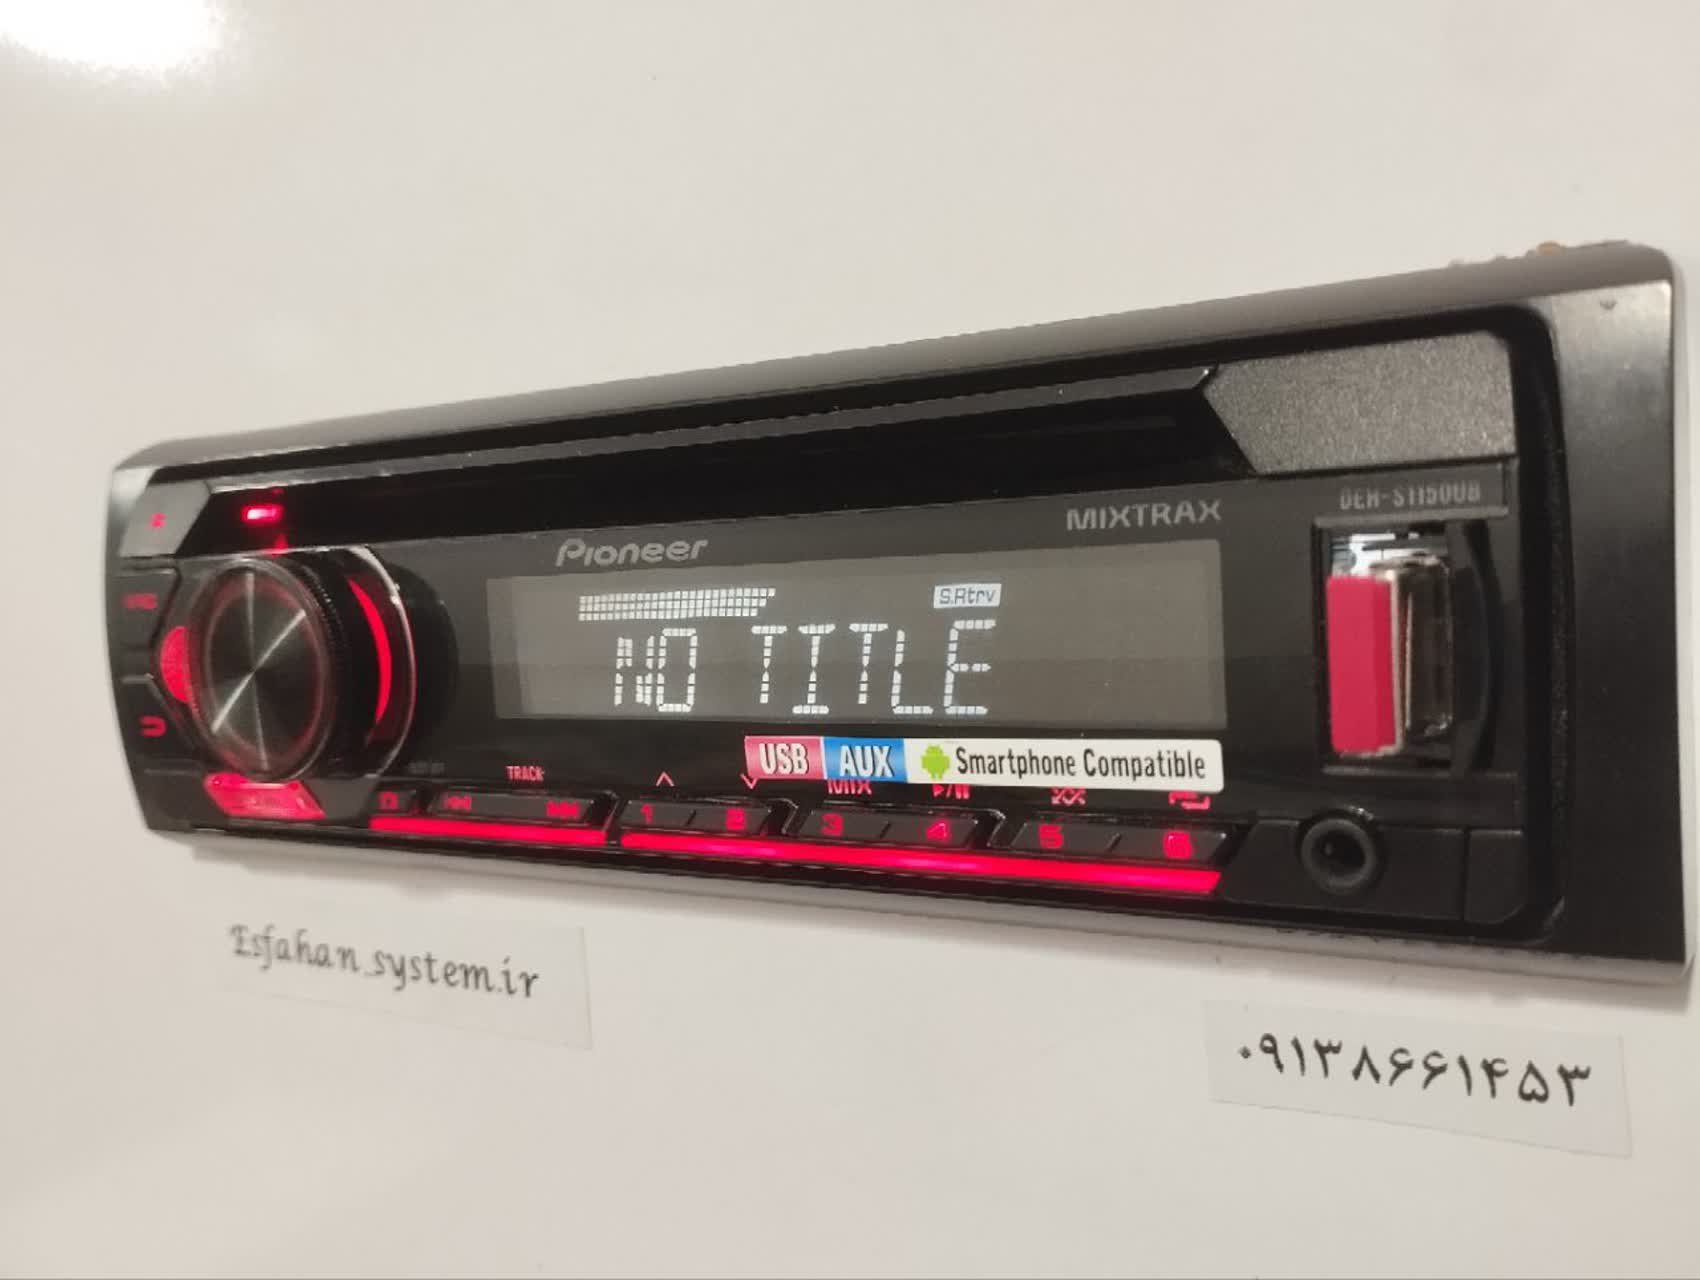 DEH-S1150UB
MIXTRAX
Pioneer
S.Rtrv
NO TITLE
USB AUX Smartphone Compatible
TRACK MIX
1 2 3 4 5 6
Esfahan_system.ir
۰۹۱۳۸۶۶۱۴۵۳